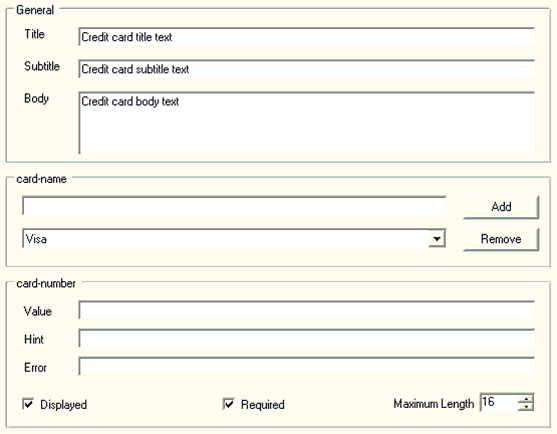 General
Title Credit card title text
Subtitle Credit card subtitle text
Body Credit card body text
card-name
Add
Visa Remove
card-number
Value
Hint
Error
Displayed Required Maximum Length 16